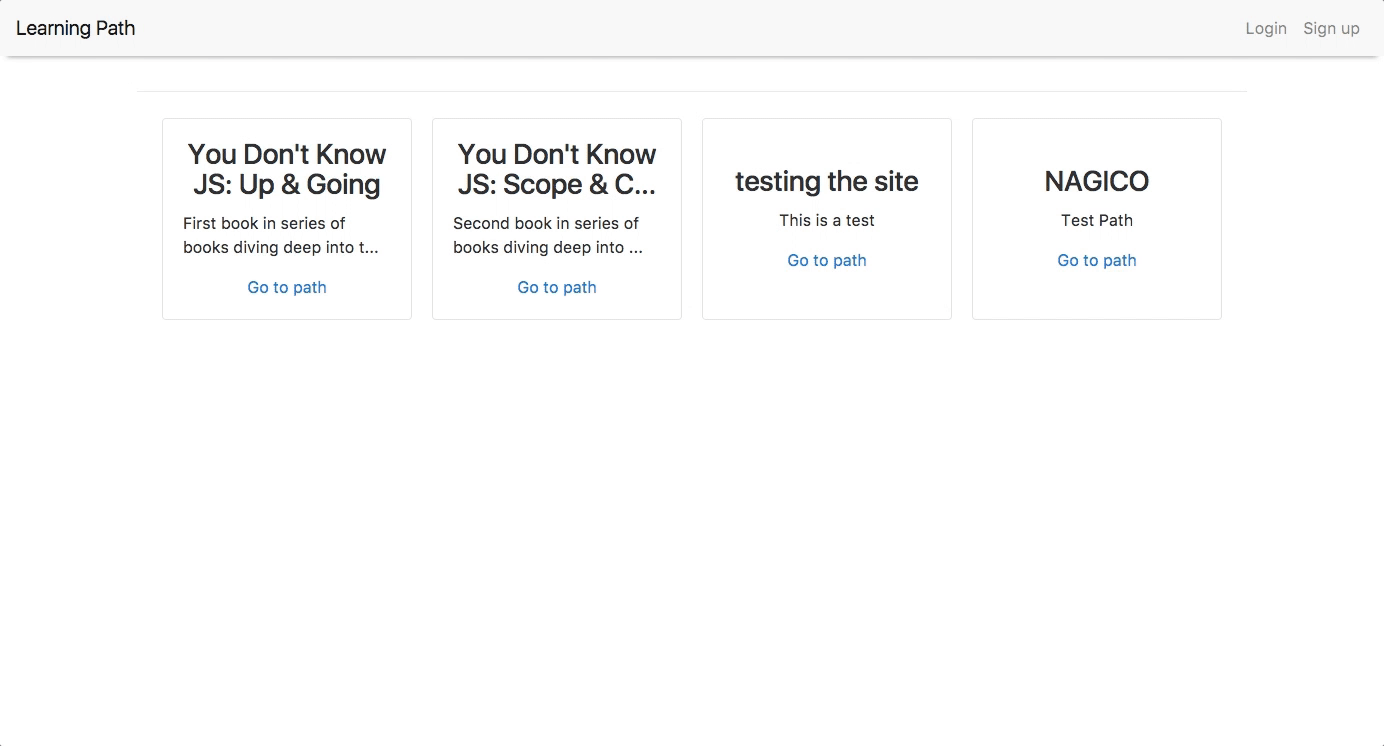 Learning Path
Login Sign up
You Don't Know
JS: Up & Going
First book in series of
books diving deep into t...
Go to path
You Don't Know
JS: Scope & C...
Second book in series of
books diving deep into ...
Go to path
testing the site
This is a test
Go to path
NAGICO
Test Path
Go to path